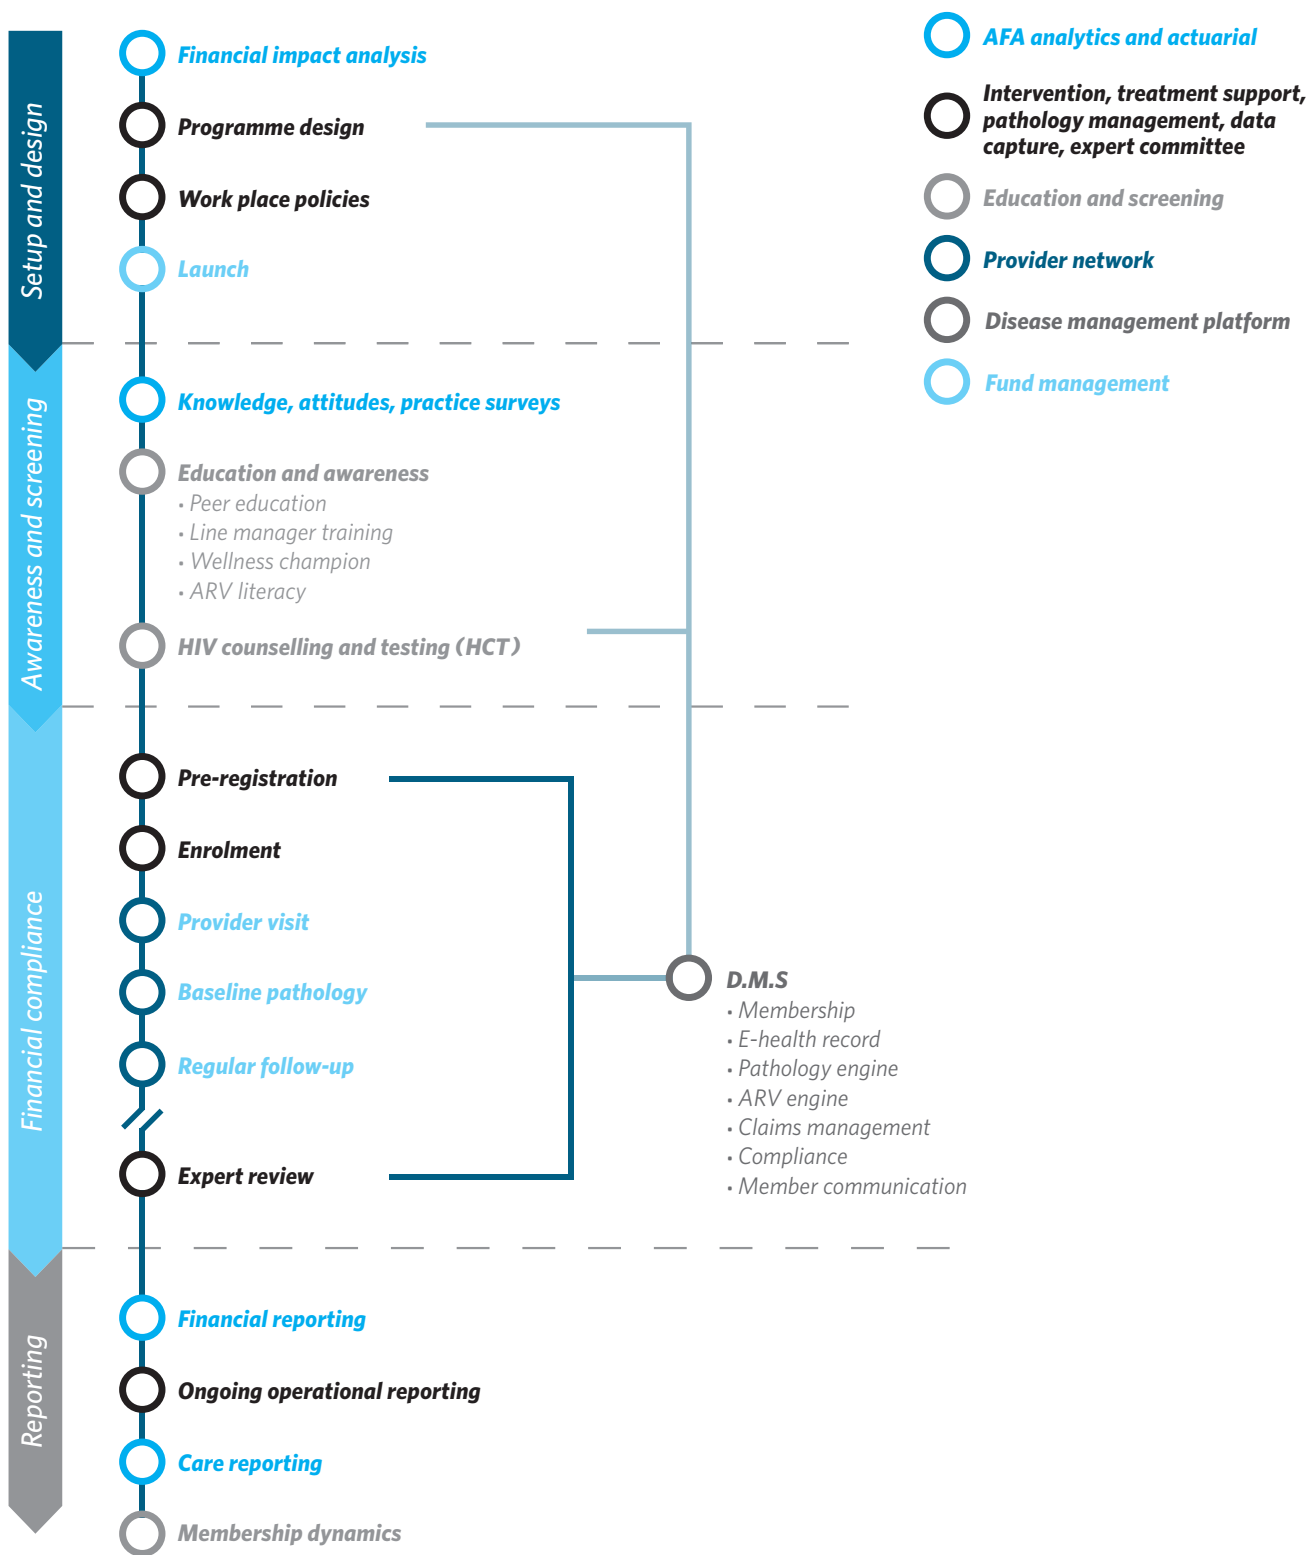 Setup and design
Financial impact analysis
Programme design
Work place policies
Launch
Awareness and screening
Knowledge, attitudes, practice surveys
Education and awareness
• Peer education
• Line manager training
• Wellness champion
• ARV literacy
HIV counselling and testing (HCT)
Financial compliance
Pre-registration
Enrolment
Provider visit
Baseline pathology
Regular follow-up
Expert review
D.M.S
• Membership
• E-health record
• Pathology engine
• ARV engine
• Claims management
• Compliance
• Member communication
Reporting
Financial reporting
Ongoing operational reporting
Care reporting
Membership dynamics
AFA analytics and actuarial
Intervention, treatment support,
pathology management, data
capture, expert committee
Education and screening
Provider network
Disease management platform
Fund management